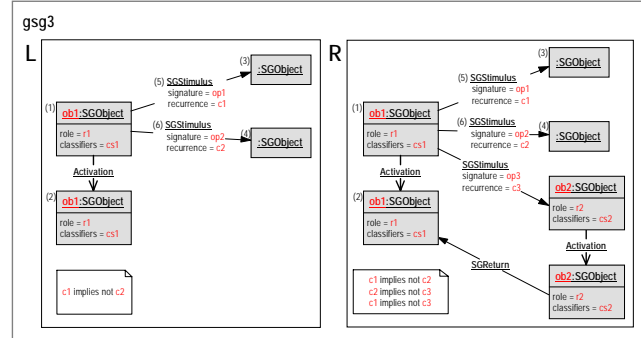 gsg3
L
(3)
:SGObject
(5) SGStimulus
signature = op1
recurrence = c1
(1)
ob1:SGObject
role = r1
classifiers = cs1
(6) SGStimulus
signature = op2
recurrence = c2
(4)
:SGObject
Activation
(2)
ob1:SGObject
role = r1
classifiers = cs1
c1 implies not c2
R
(3)
:SGObject
(5) SGStimulus
signature = op1
recurrence = c1
(1)
ob1:SGObject
role = r1
classifiers = cs1
(6) SGStimulus
signature = op2
recurrence = c2
(4)
:SGObject
SGStimulus
signature = op3
recurrence = c3
Activation
(2)
ob1:SGObject
role = r1
classifiers = cs1
ob2:SGObject
role = r2
classifiers = cs2
Activation
SGReturn
ob2:SGObject
role = r2
classifiers = cs2
c1 implies not c2
c2 implies not c3
c1 implies not c3